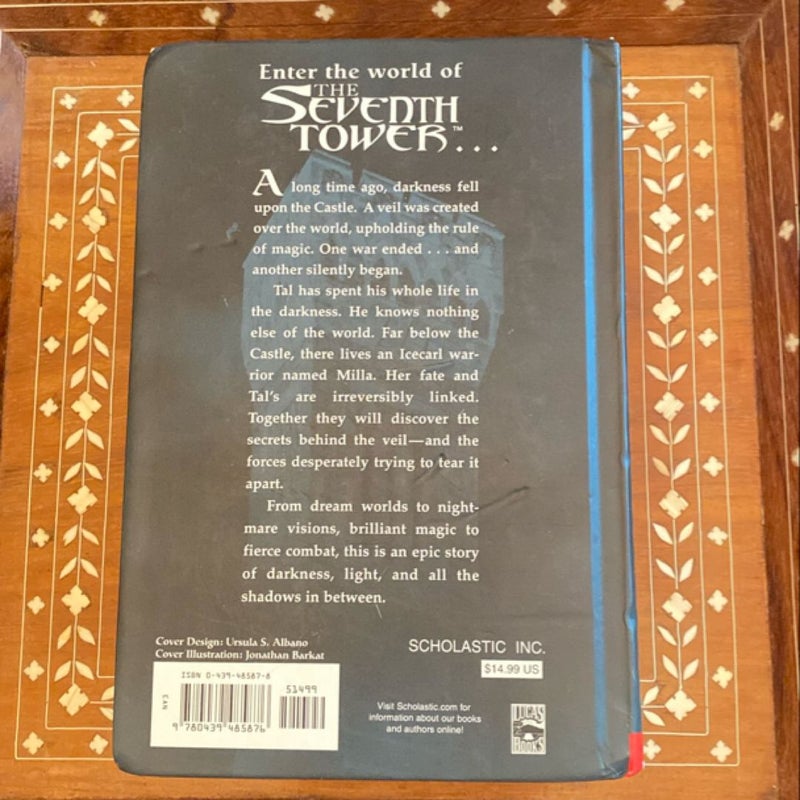 Enter the world of
THE
SEVENTH
TOWER™...
A long time ago, darkness fell
upon the Castle. A veil was created
over the world, upholding the rule
of magic. One war ended . . . and
another silently began.
Tal has spent his whole life in
the darkness. He knows nothing
else of the world. Far below the
Castle, there lives an Icecarl war-
rior named Milla. Her fate and
Tal's are irreversibly linked.
Together they will discover the
secrets behind the veil—and the
forces desperately trying to tear it
apart.
From dream worlds to night-
mare visions, brilliant magic to
fierce combat, this is an epic story
of darkness, light, and all the
shadows in between.
Cover Design: Ursula S. Albano
Cover Illustration: Jonathan Barkat
SCHOLASTIC INC.
$14.99 US
ISBN 0-439-48587-8
51499
EAN
9 780439 485876
Visit Scholastic.com for
information about our books
and authors online!
LUCAS
BOOKS